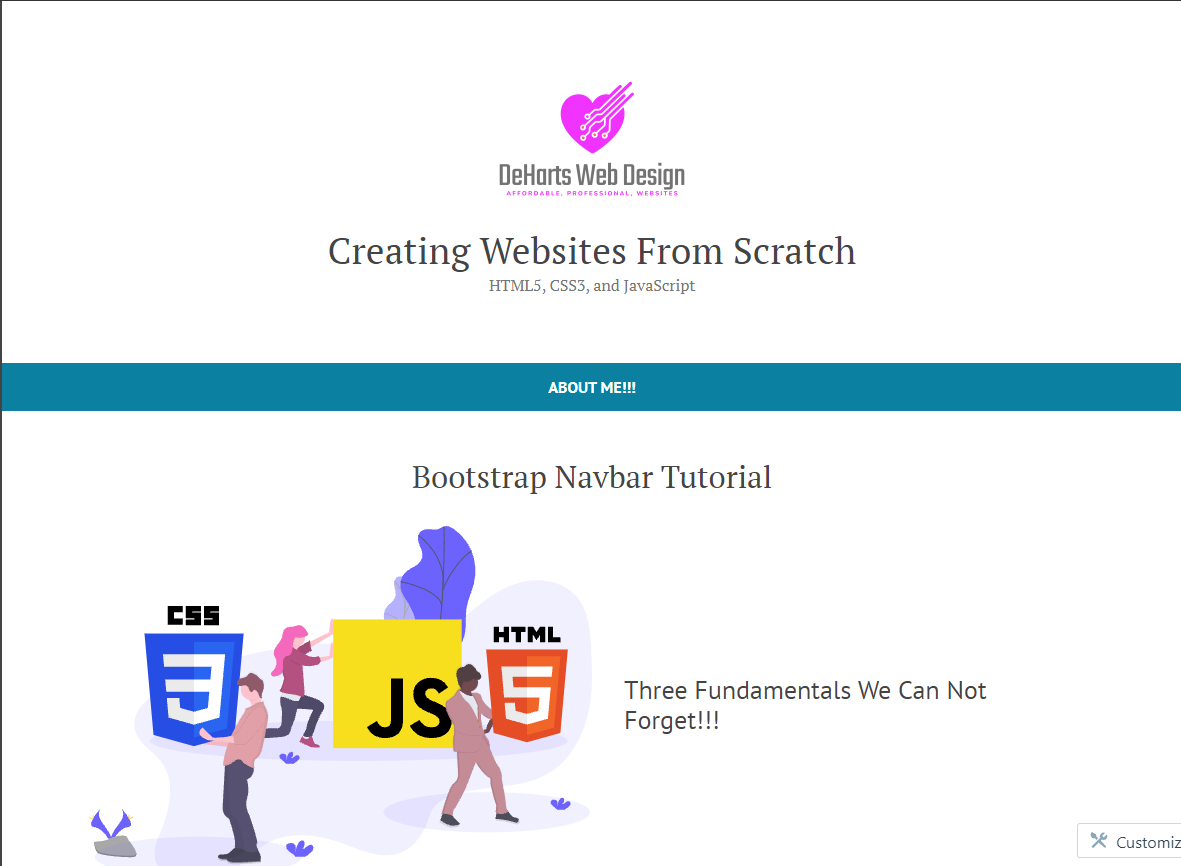 DeHarts Web Design
AFFORDABLE. PROFESSIONAL. WEBSITES
Creating Websites From Scratch
HTML5, CSS3, and JavaScript
ABOUT ME!!!
Bootstrap Navbar Tutorial
CSS
3
JS
HTML
5
Three Fundamentals We Can Not
Forget!!!
Customiz